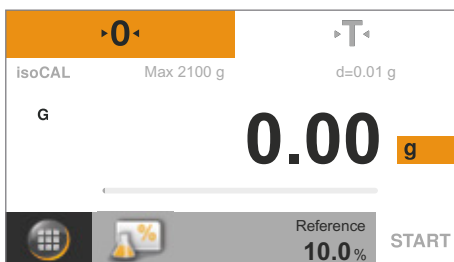 0 T
isoCAL Max 2100 g d=0.01 g
G
0.00 g
%
Reference
10.0 % START